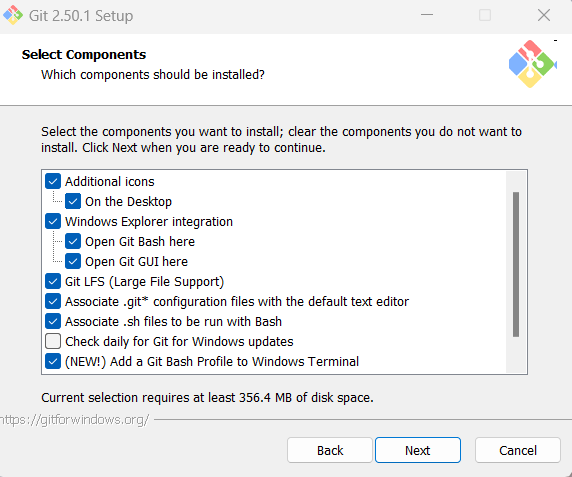 Git 2.50.1 Setup
Select Components
Which components should be installed?
Select the components you want to install; clear the components you do not want to
install. Click Next when you are ready to continue.
Additional icons
On the Desktop
Windows Explorer integration
Open Git Bash here
Open Git GUI here
Git LFS (Large File Support)
Associate .git* configuration files with the default text editor
Associate .sh files to be run with Bash
Check daily for Git for Windows updates
(NEW!) Add a Git Bash Profile to Windows Terminal
Current selection requires at least 356.4 MB of disk space.
https://gitforwindows.org/
Back Next Cancel